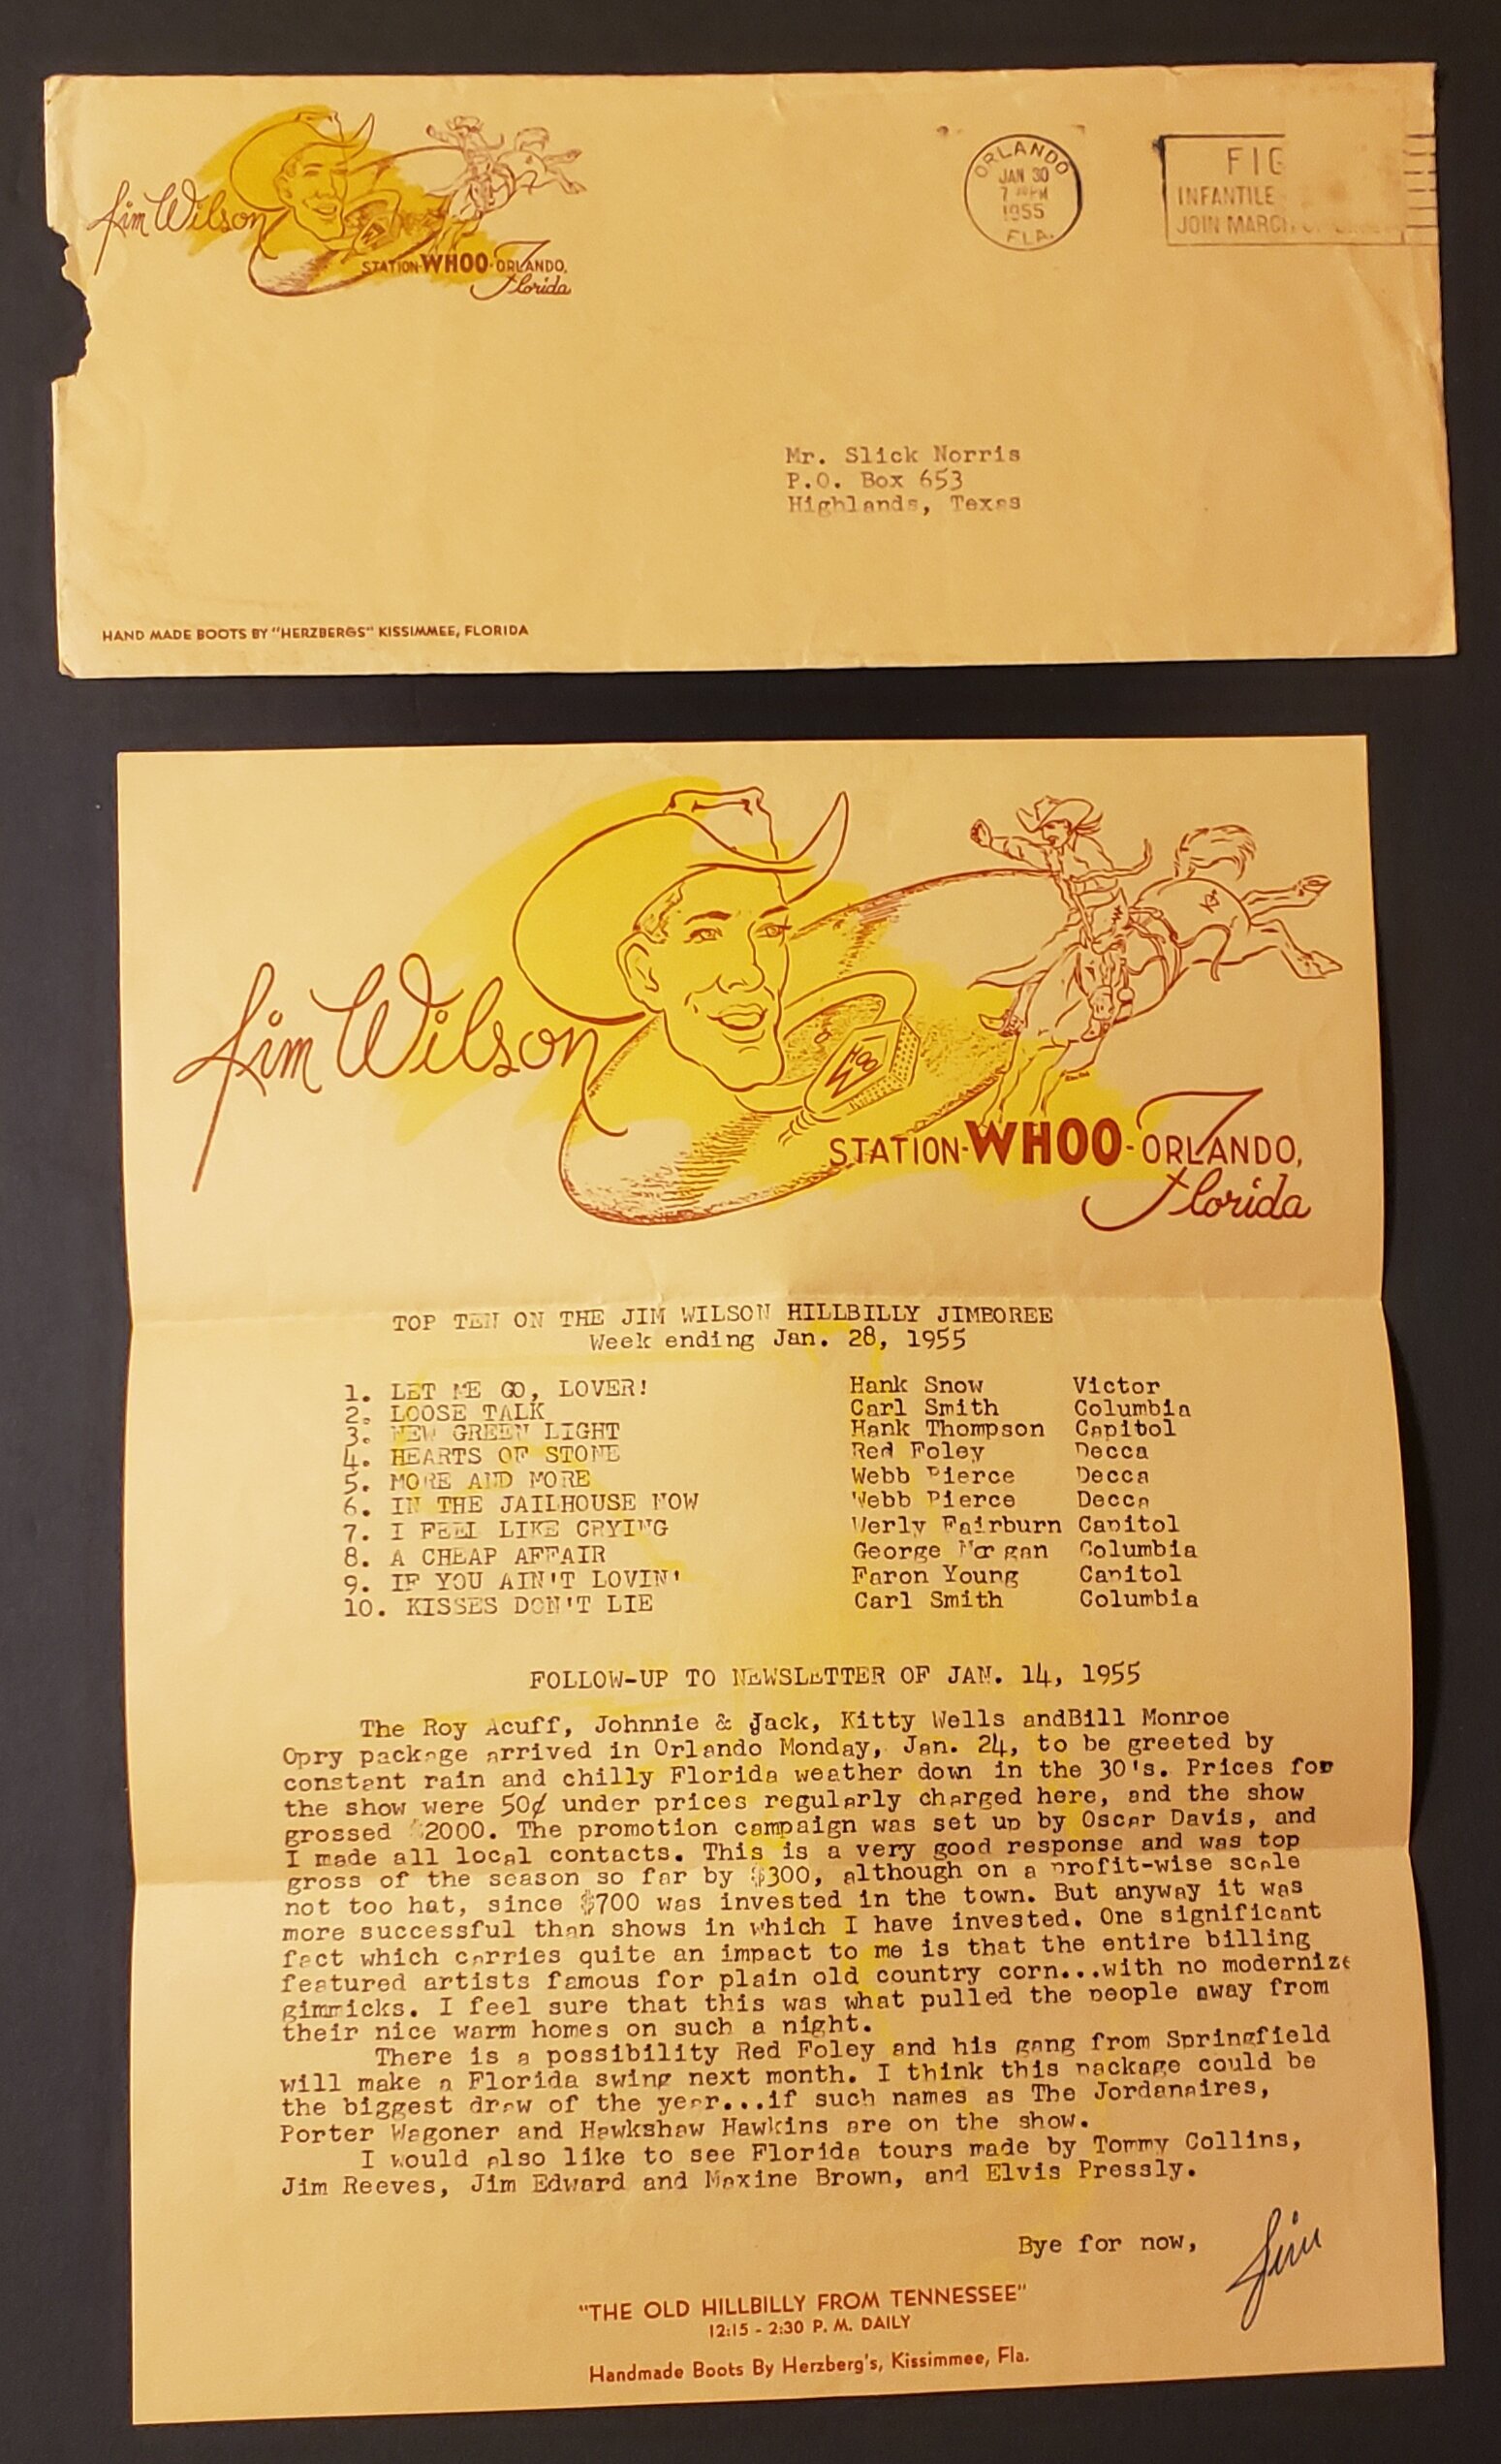 Jim Wilson
STATION-WHOO-ORLANDO,
Florida
ORLANDO
JAN 30
7 PM
1955
FLA.
FIG
INFANTILE
JOIN MARCH OF
Mr. Slick Norris
P.O. Box 653
Highlands, Texas
HAND MADE BOOTS BY "HERZBERGS" KISSIMMEE, FLORIDA
Jim Wilson
WHOO
STATION-WHOO-ORLANDO,
Florida
TOP TEN ON THE JIM WILSON HILLBILLY JIMBOREE
Week ending Jan. 28, 1955
1. LET ME GO, LOVER! Hank Snow Victor
2. LOOSE TALK Carl Smith Columbia
3. NEW GREEN LIGHT Hank Thompson Capitol
4. HEARTS OF STONE Red Foley Decca
5. MORE AND MORE Webb Pierce Decca
6. IN THE JAILHOUSE NOW Webb Pierce Decca
7. I FEEL LIKE CRYING Werly Fairburn Capitol
8. A CHEAP AFFAIR George Morgan Columbia
9. IF YOU AIN'T LOVIN' Faron Young Capitol
10. KISSES DON'T LIE Carl Smith Columbia
FOLLOW-UP TO NEWSLETTER OF JAN. 14, 1955
The Roy Acuff, Johnnie & Jack, Kitty Wells andBill Monroe
Opry package arrived in Orlando Monday, Jan. 24, to be greeted by
constant rain and chilly Florida weather down in the 30's. Prices for
the show were 50¢ under prices regularly charged here, and the show
grossed $2000. The promotion campaign was set up by Oscar Davis, and
I made all local contacts. This is a very good response and was top
gross of the season so far by $300, although on a profit-wise scale
not too hot, since $700 was invested in the town. But anyway it was
more successful than shows in which I have invested. One significant
fact which carries quite an impact to me is that the entire billing
featured artists famous for plain old country corn...with no modernize
gimmicks. I feel sure that this was what pulled the people away from
their nice warm homes on such a night.
There is a possibility Red Foley and his gang from Springfield
will make a Florida swing next month. I think this package could be
the biggest draw of the year...if such names as The Jordanaires,
Porter Wagoner and Hawkshaw Hawkins are on the show.
I would also like to see Florida tours made by Tommy Collins,
Jim Reeves, Jim Edward and Maxine Brown, and Elvis Pressly.
Bye for now,
Jim
"THE OLD HILLBILLY FROM TENNESSEE"
12:15 - 2:30 P. M. DAILY
Handmade Boots By Herzberg's, Kissimmee, Fla.